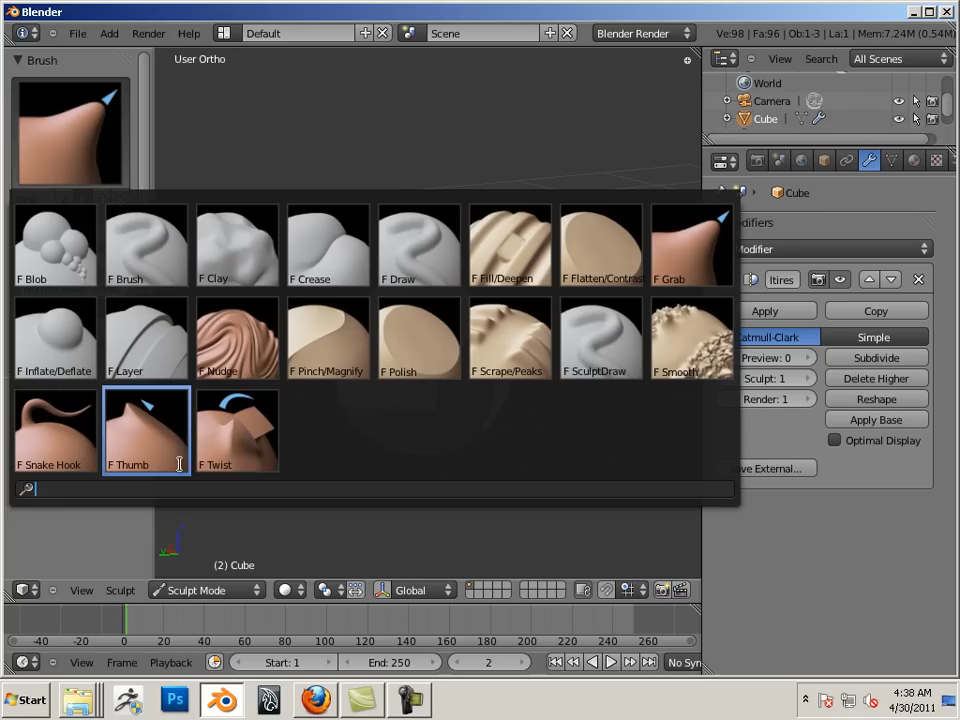 Blender
File Add Render Help
Default
Scene
Blender Render
Ve:98 | Fa:96 | Ob:1-3 | La:1 | Mem:7.24M (0.54M)
Brush
User Ortho
View Search All Scenes
World
Camera
Cube
Cube
odifiers
Modifier
F Blob
F Brush
F Clay
F Crease
F Draw
F Fill/Deepen
F Flatten/Contras
F Grab
ltires
Apply Copy
atmull-Clark Simple
Preview: 0 Subdivide
Sculpt: 1 Delete Higher
Render: 1 Reshape
Apply Base
Optimal Display
ave External...
F Inflate/Deflate
F Layer
F Nudge
F Pinch/Magnify
F Polish
F Scrape/Peaks
F SculptDraw
F Smooth
F Snake Hook
F Thumb
F Twist
(2) Cube
View Sculpt Sculpt Mode Global
-40 -20 0 20 40 60 80 100 120 140 160 180 200 220 240 260
View Frame Playback Start: 1 End: 250 2 No Syn
Start
Ps
4:38 AM
4/30/2011